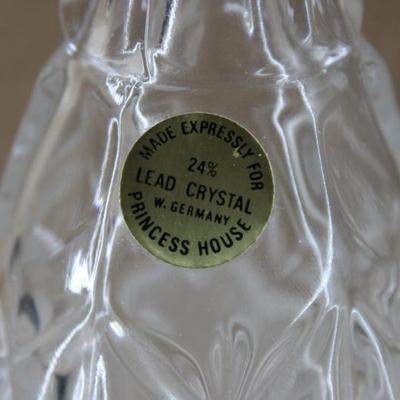 MADE EXPRESSLY FOR
24%
LEAD CRYSTAL
W. GERMANY
PRINCESS HOUSE